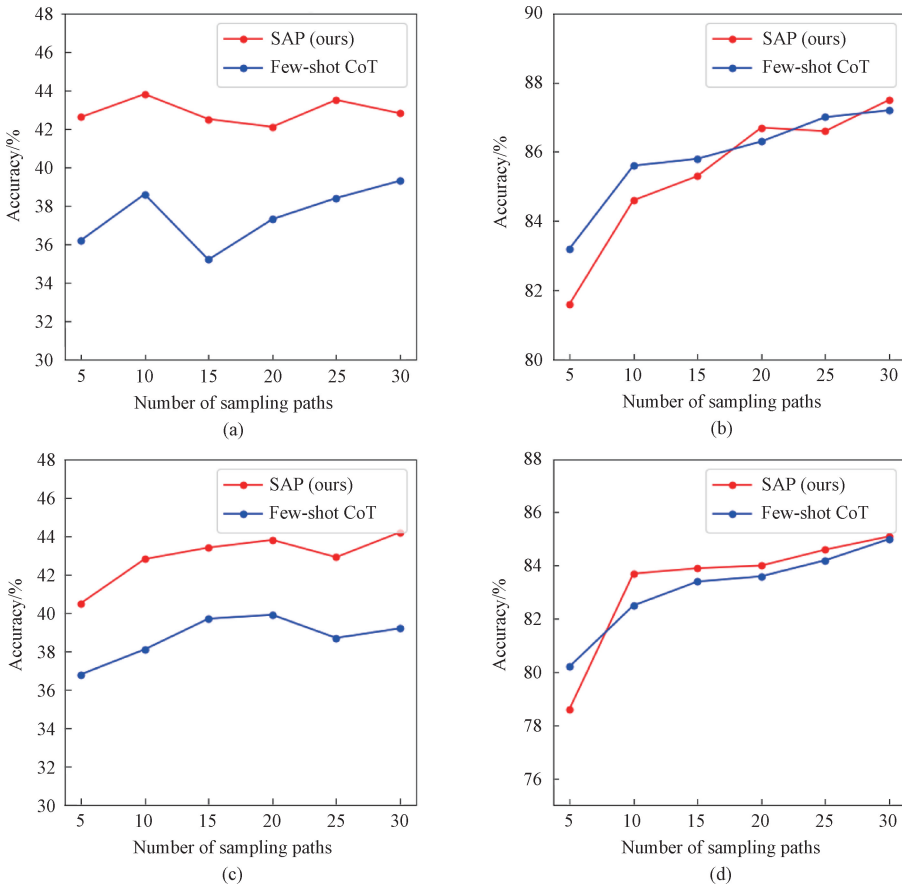 48
46
44
42
40
38
36
34
32
30
Accuracy/%
SAP (ours)
Few-shot CoT
5 10 15 20 25 30
Number of sampling paths
(a)
90
88
86
84
82
80
Accuracy/%
SAP (ours)
Few-shot CoT
5 10 15 20 25 30
Number of sampling paths
(b)
48
46
44
42
40
38
36
34
32
30
Accuracy/%
SAP (ours)
Few-shot CoT
5 10 15 20 25 30
Number of sampling paths
(c)
88
86
84
82
80
78
76
Accuracy/%
SAP (ours)
Few-shot CoT
5 10 15 20 25 30
Number of sampling paths
(d)